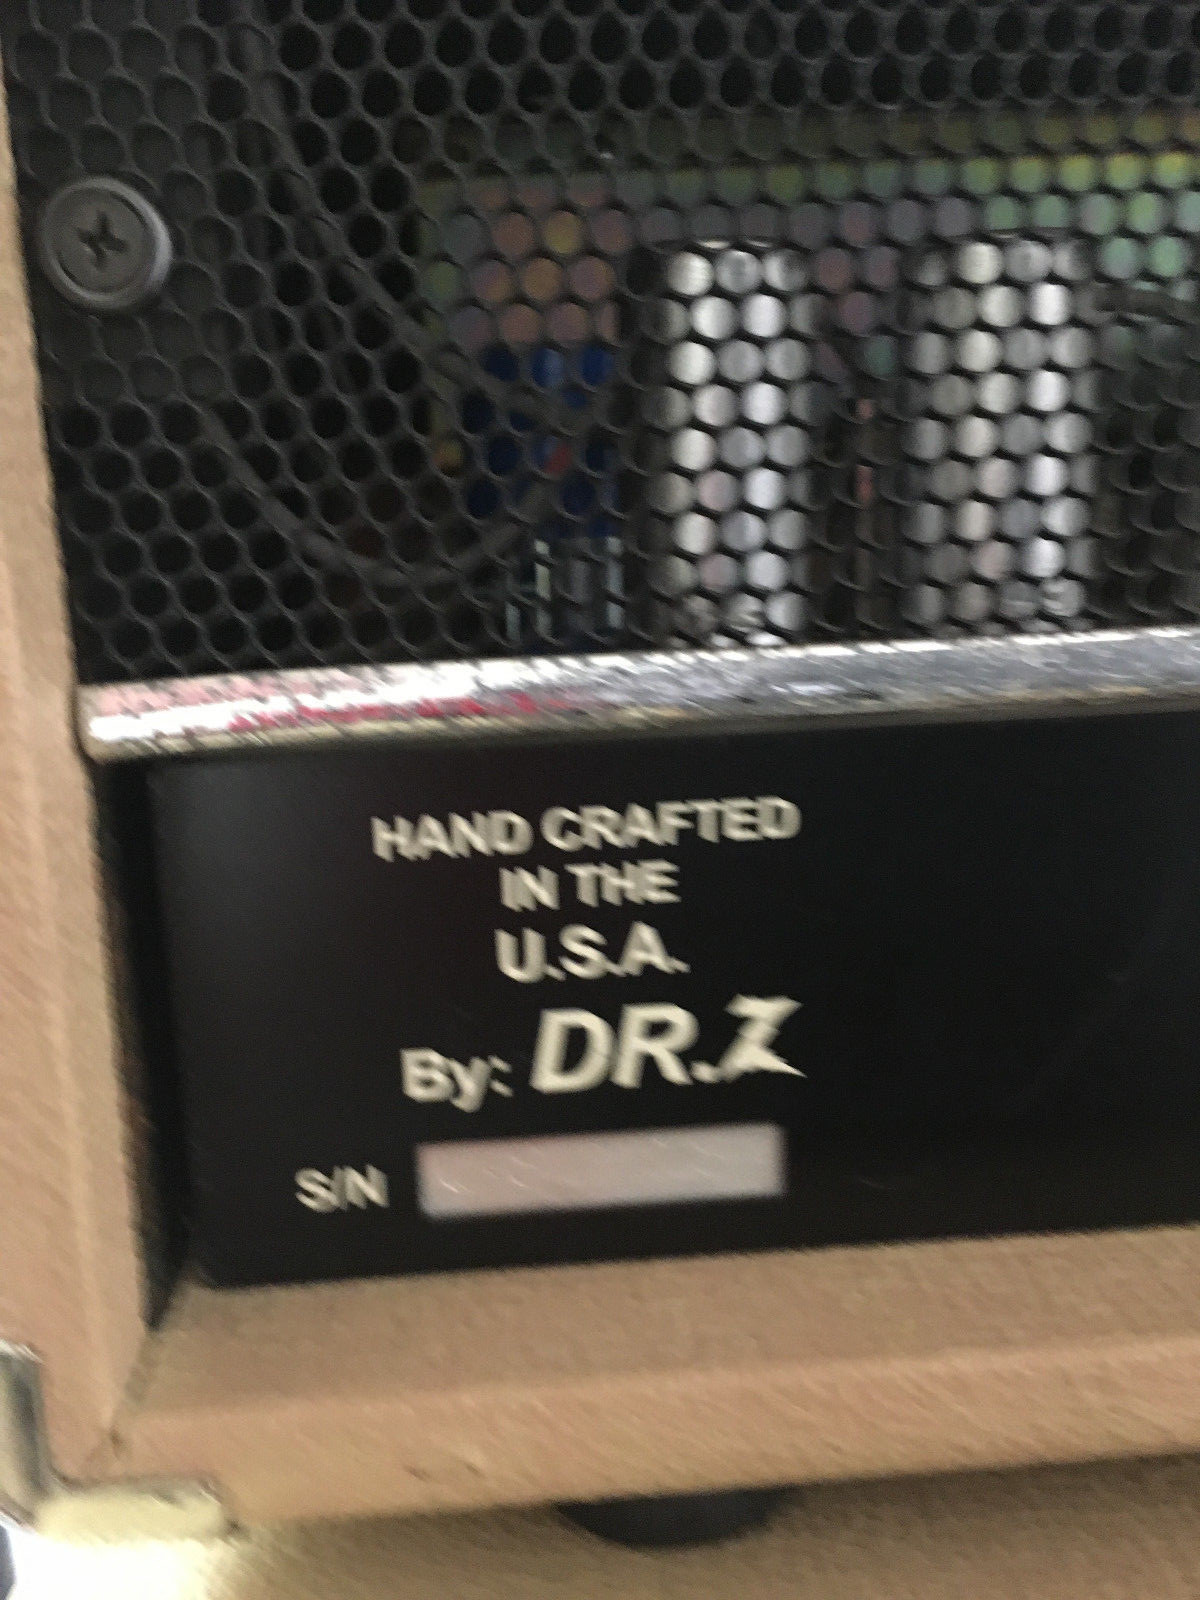 HAND CRAFTED
IN THE
U.S.A.
By: DR.Z
S/N